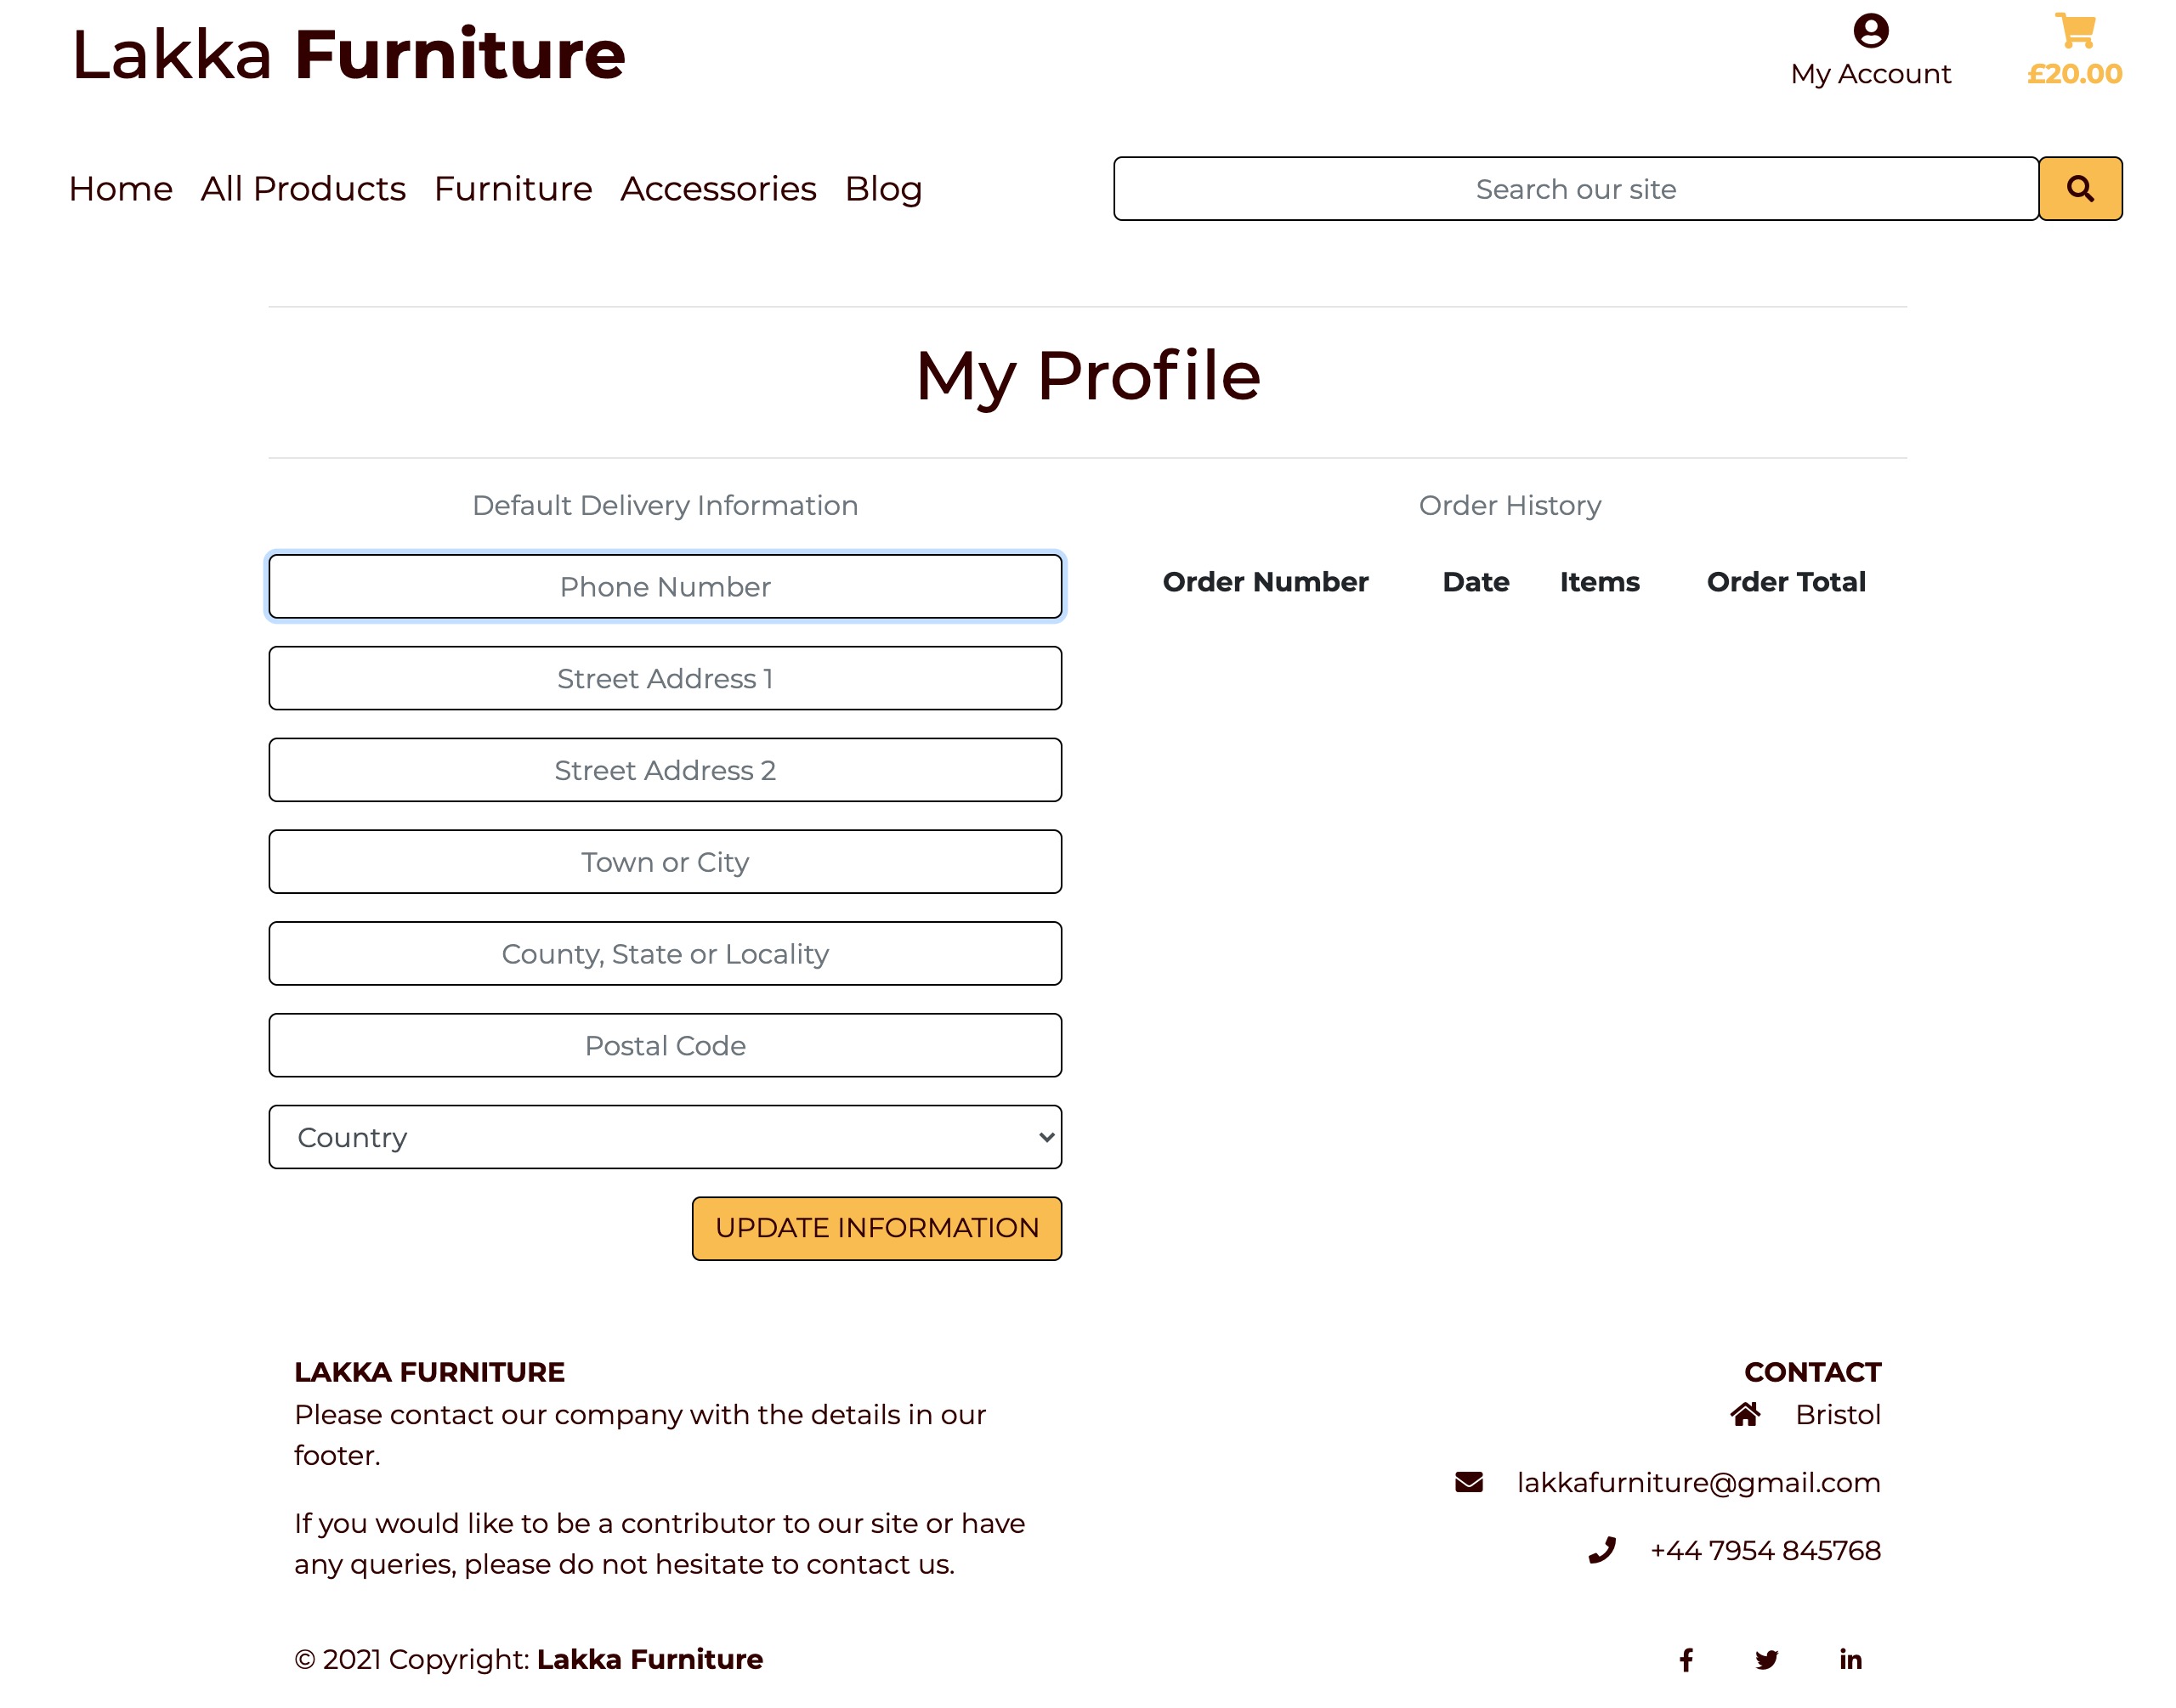 Lakka Furniture
My Account
£20.00
Home All Products Furniture Accessories Blog
Search our site
My Profile
Default Delivery Information
Phone Number
Street Address 1
Street Address 2
Town or City
County, State or Locality
Postal Code
Country
UPDATE INFORMATION
Order History
Order Number Date Items Order Total
LAKKA FURNITURE
Please contact our company with the details in our
footer.
If you would like to be a contributor to our site or have
any queries, please do not hesitate to contact us.
CONTACT
Bristol
lakkafurniture@gmail.com
+44 7954 845768
© 2021 Copyright: Lakka Furniture